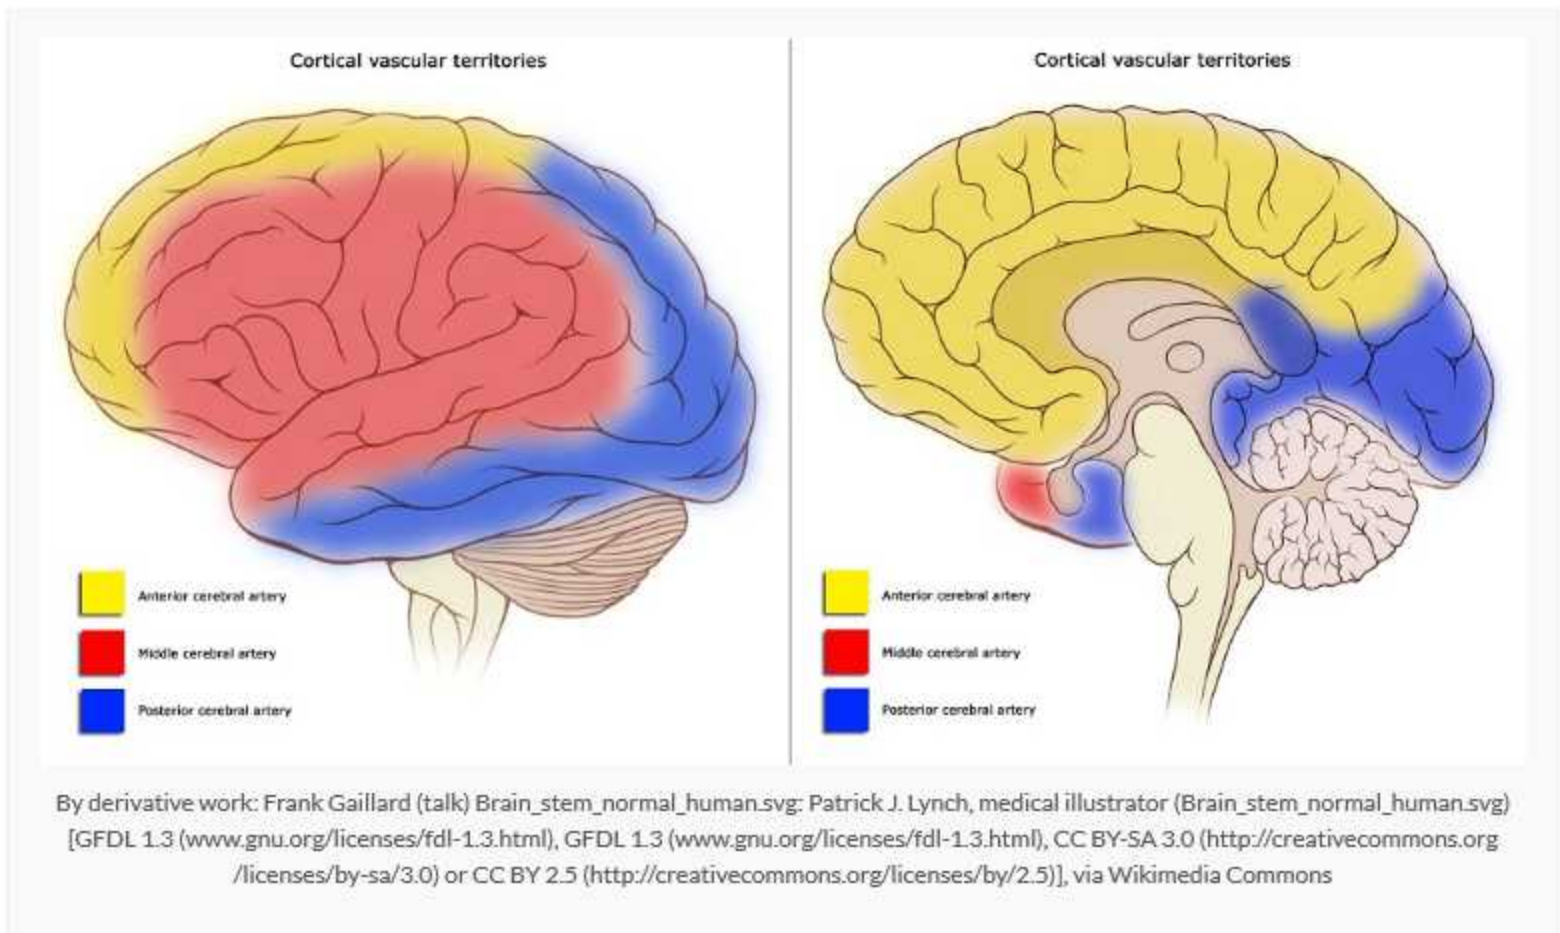 Cortical vascular territories
Anterior cerebral artery
Middle cerebral artery
Posterior cerebral artery
Cortical vascular territories
Anterior cerebral artery
Middle cerebral artery
Posterior cerebral artery
By derivative work: Frank Gaillard (talk) Brain_stem_normal_human.svg: Patrick J. Lynch, medical illustrator (Brain_stem_normal_human.svg)
[GFDL 1.3 (www.gnu.org/licenses/fdl-1.3.html), GFDL 1.3 (www.gnu.org/licenses/fdl-1.3.html), CC BY-SA 3.0 (http://creativecommons.org
/licenses/by-sa/3.0) or CC BY 2.5 (http://creativecommons.org/licenses/by/2.5)], via Wikimedia Commons